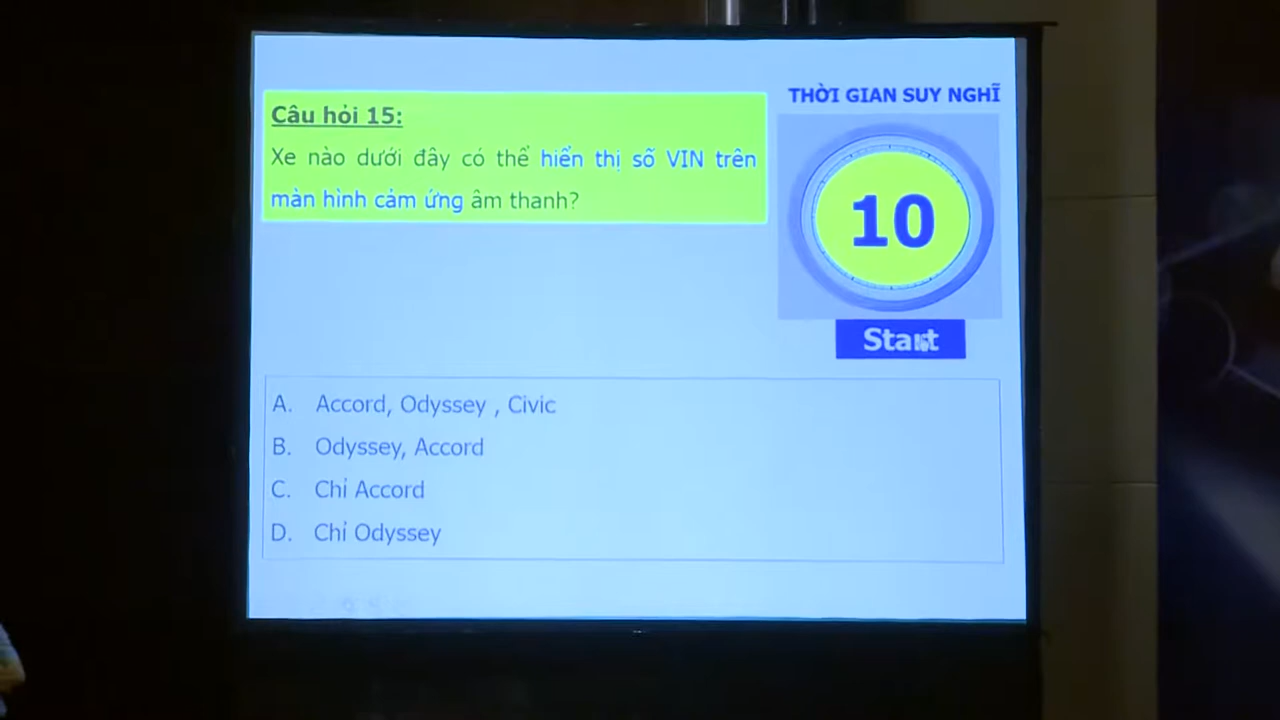 THỜI GIAN SUY NGHĨ
Câu hỏi 15:
Xe nào dưới đây có thể hiển thị số VIN trên
màn hình cảm ứng âm thanh?
10
Start
A. Accord, Odyssey , Civic
B. Odyssey, Accord
C. Chỉ Accord
D. Chỉ Odyssey